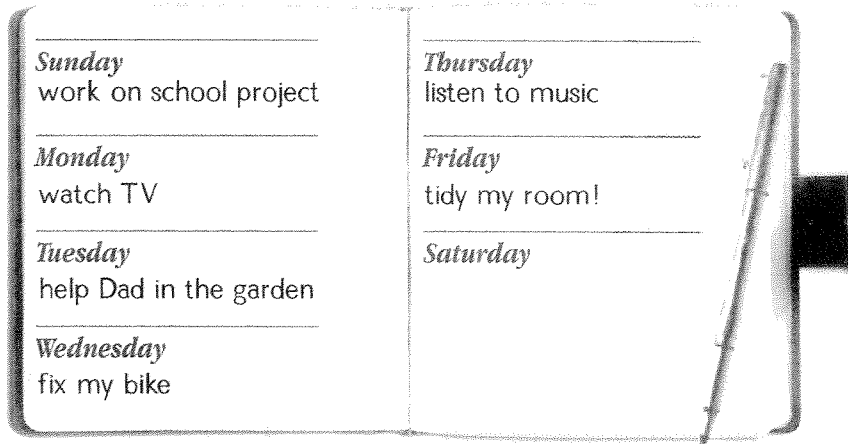 Sunday
work on school project
Monday
watch TV
Tuesday
help Dad in the garden
Wednesday
fix my bike
Thursday
listen to music
Friday
tidy my room!
Saturday